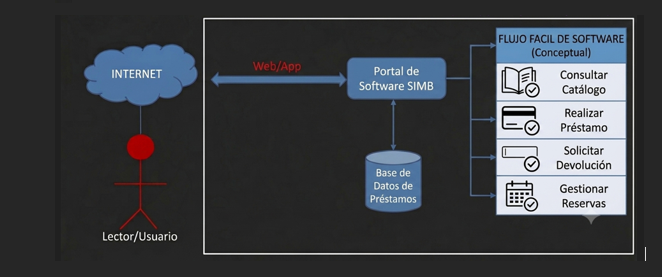 INTERNET
Web/App
Portal de
Software SIMB
Base de
Datos de
Préstamos
Lector/Usuario
FLUJO FACIL DE SOFTWARE
(Conceptual)
Consultar
Catálogo
Realizar
Préstamo
Solicitar
Devolución
Gestionar
Reservas